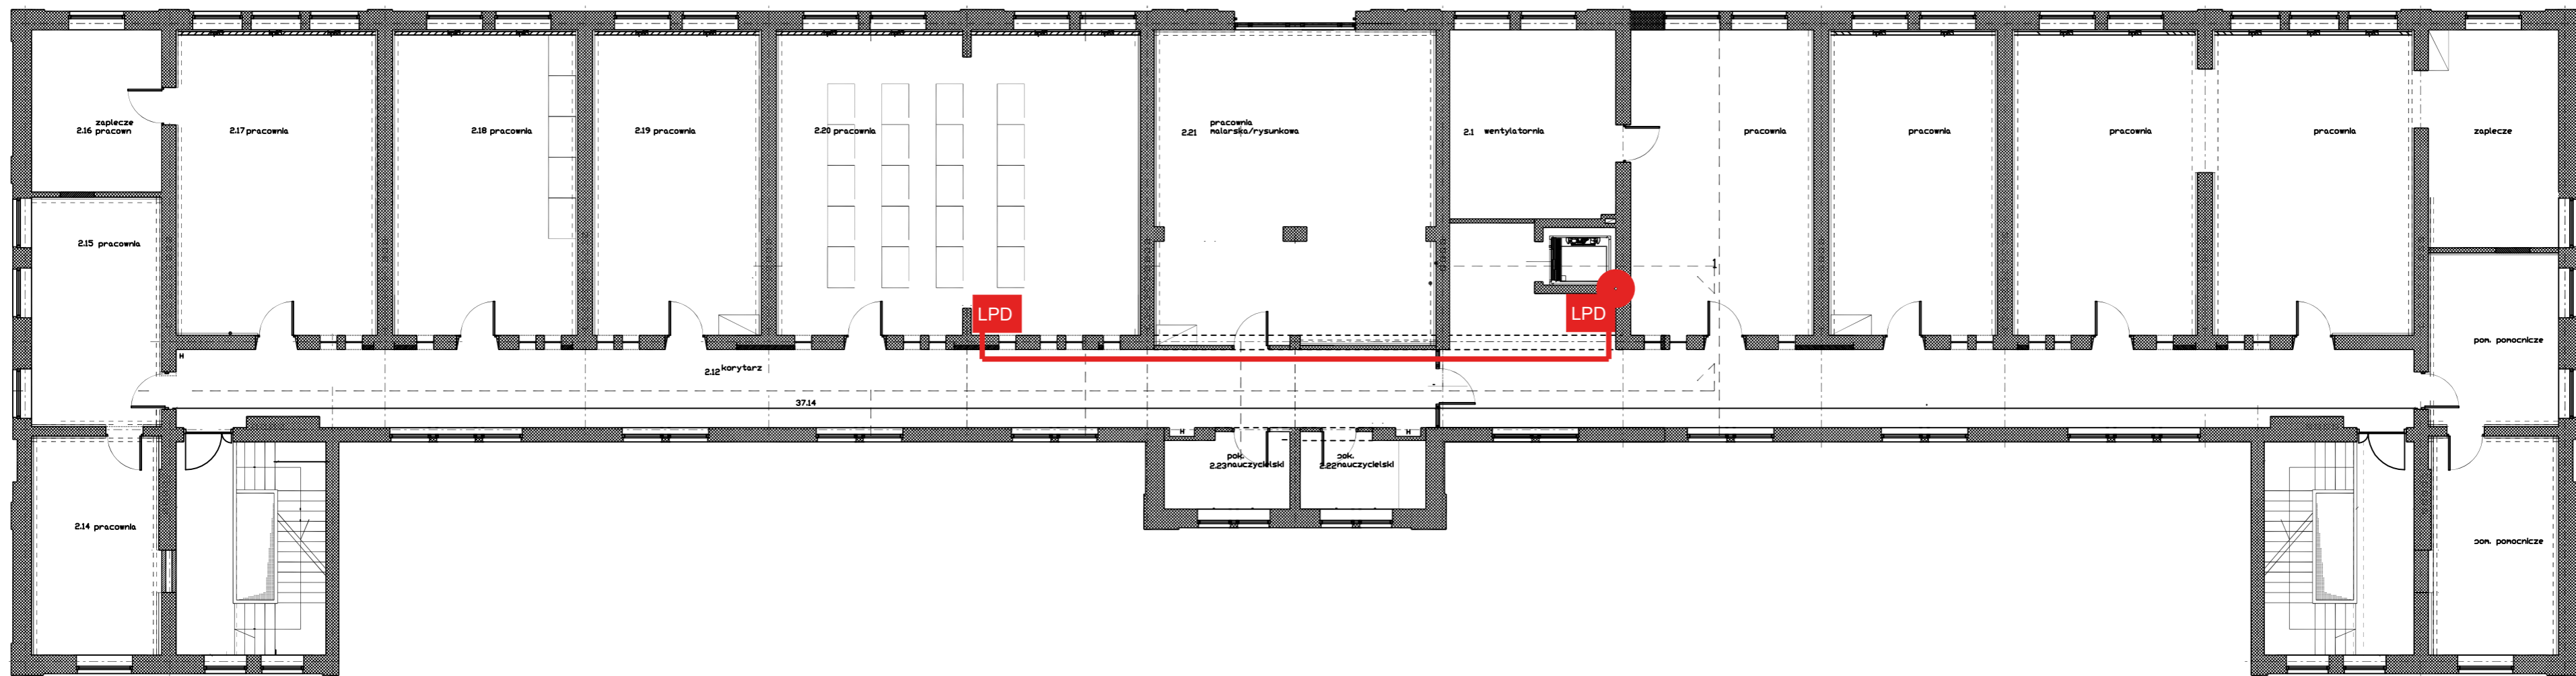 zaplecze
2.16 pracown
2.17 pracownia
2.18 pracownia
2.19 pracownia
2.20 pracownia
2.21 pracownia
malarska/rysunkowa
2.1 wentylatornia
pracownia
pracownia
pracownia
pracownia
zaplecze
2.15 pracownia
LPD
LPD
pom. pomocnicze
H
2.12 korytarz
37.14
H
H
pok.
2.23 nauczycielski
pok.
2.22 nauczycielski
2.14 pracownia
pom. pomocnicze